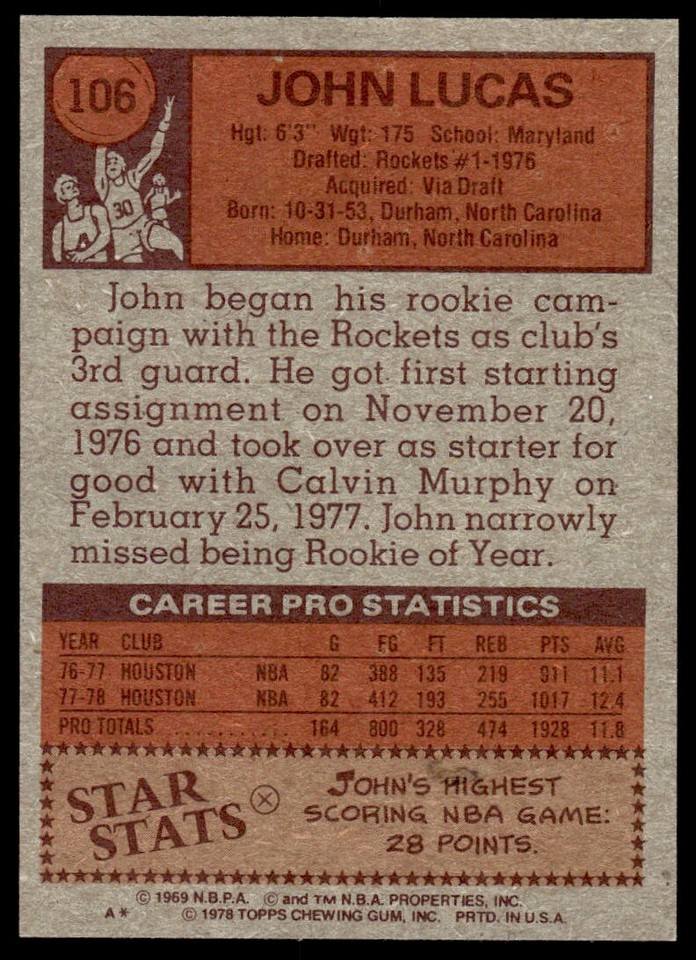 106
JOHN LUCAS
Hgt: 6'3" Wgt: 175 School: Maryland
Drafted: Rockets #1-1976
Acquired: Via Draft
Born: 10-31-53, Durham, North Carolina
Home: Durham, North Carolina
30
John began his rookie cam-
paign with the Rockets as club's
3rd guard. He got first starting
assignment on November 20,
1976 and took over as starter for
good with Calvin Murphy on
February 25, 1977. John narrowly
missed being Rookie of Year.
CAREER PRO STATISTICS
YEAR CLUB G FG FT REB PTS AVG
76-77 HOUSTON NBA 82 388 135 219 911 11.1
77-78 HOUSTON NBA 82 412 193 255 1017 12.4
PRO TOTALS ........... 164 800 328 474 1928 11.8
STAR
STATS
JOHN'S HIGHEST
SCORING NBA GAME:
28 POINTS.
© 1969 N.B.P.A. © and TM N.B.A. PROPERTIES, INC.
A* © 1978 TOPPS CHEWING GUM, INC. PRTD. IN U.S.A.